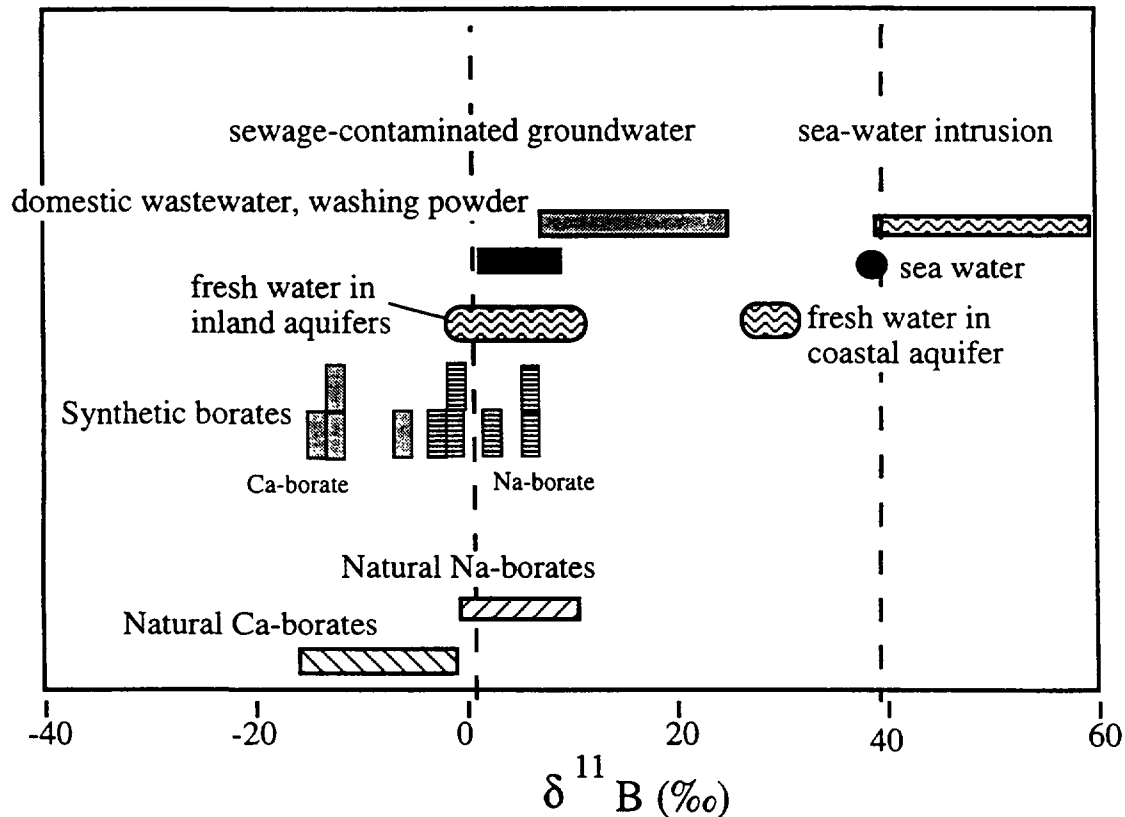 sewage-contaminated groundwater
sea-water intrusion
domestic wastewater, washing powder
sea water
fresh water in
inland aquifers
fresh water in
coastal aquifer
Synthetic borates
Ca-borate
Na-borate
Natural Na-borates
Natural Ca-borates
-40
-20
0
20
40
60
δ ¹¹ B (‰)